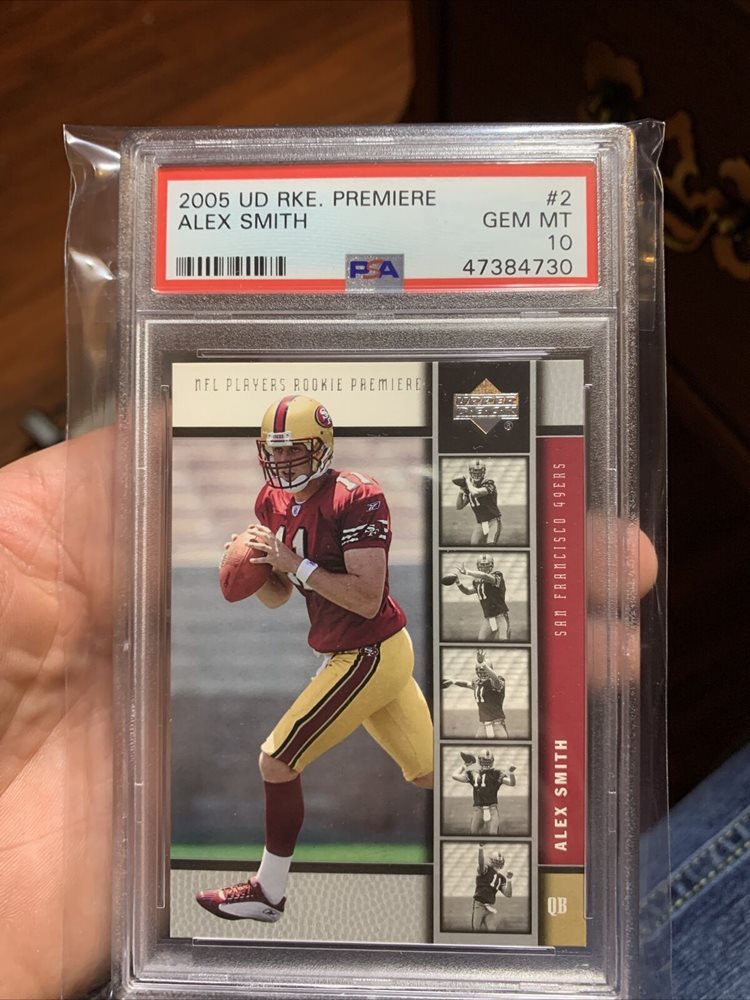 2005 UD RKE. PREMIERE #2
ALEX SMITH GEM MT
10
PSA 47384730
NFL PLAYERS ROOKIE PREMIERE
UPPER DECK ®
11
SAN FRANCISCO 49ERS
ALEX SMITH
QB